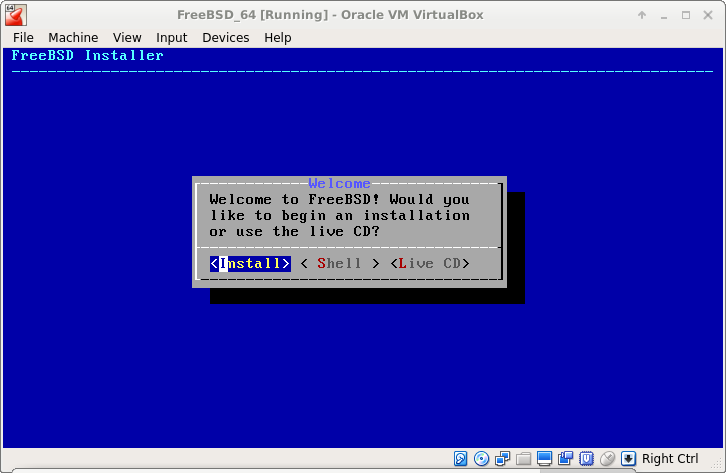 64
FreeBSD_64 [Running] - Oracle VM VirtualBox
File Machine View Input Devices Help
FreeBSD Installer
Welcome
Welcome to FreeBSD! Would you
like to begin an installation
or use the live CD?
<Install> < Shell > <Live CD>
Right Ctrl